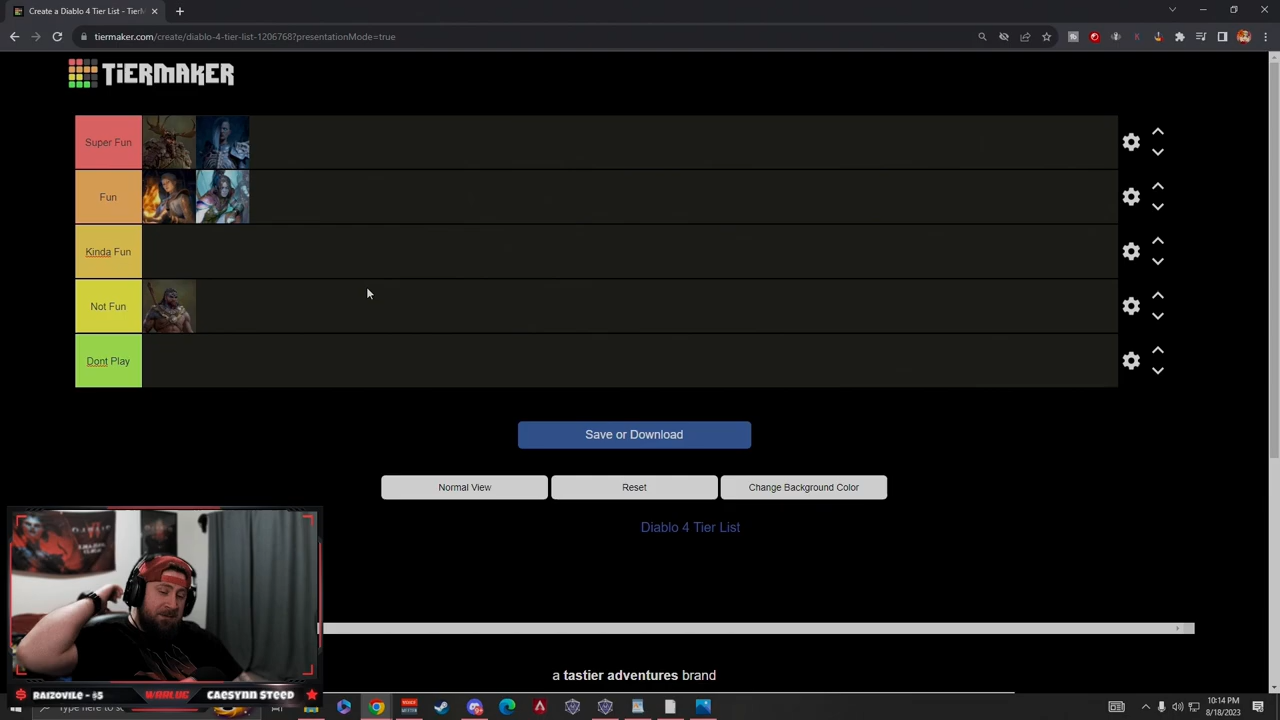 Create a Diablo 4 Tier List - TierM
tiermaker.com/create/diablo-4-tier-list-1206768?presentationMode=true
TiERMAKER
Super Fun
Fun
Kinda Fun
Not Fun
Dont Play
Save or Download
Normal View
Reset
Change Background Color
Diablo 4 Tier List
a tastier adventures brand
RAIZOVILE - $5
WARLUG
CAESYNN STEED
10:14 PM
8/18/2023